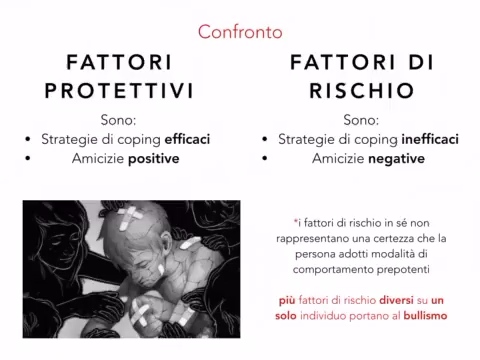 Confronto
FATTORI
PROTETTIVI
Sono:
• Strategie di coping efficaci
• Amicizie positive
FATTORI DI
RISCHIO
Sono:
• Strategie di coping inefficaci
• Amicizie negative
*i fattori di rischio in sé non
rappresentano una certezza che la
persona adotti modalità di
comportamento prepotenti
più fattori di rischio diversi su un
solo individuo portano al bullismo